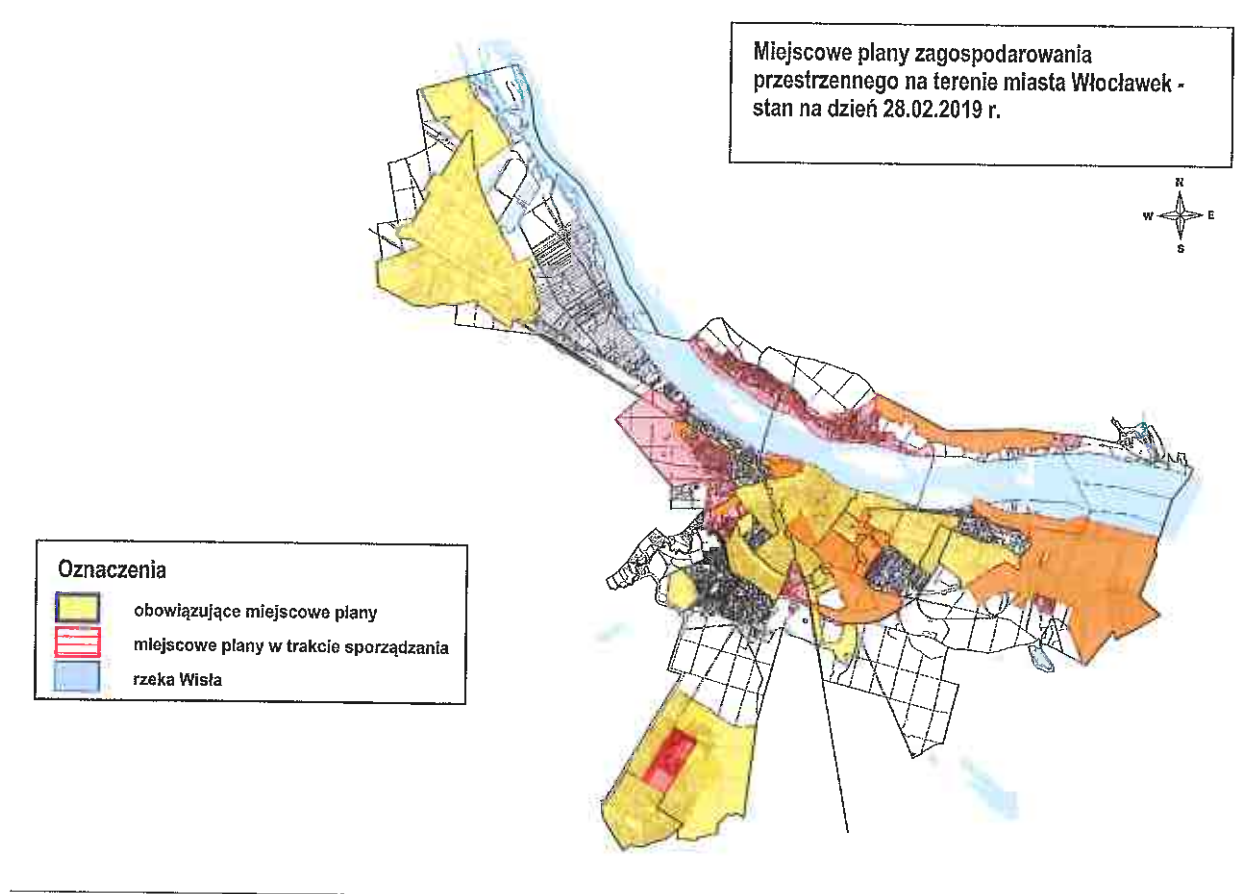 Miejscowe plany zagospodarowania
przestrzennego na terenie miasta Włocławek -
stan na dzień 28.02.2019 r.
N
W E
S
Oznaczenia
obowiązujące miejscowe plany
miejscowe plany w trakcie sporządzania
rzeka Wisła